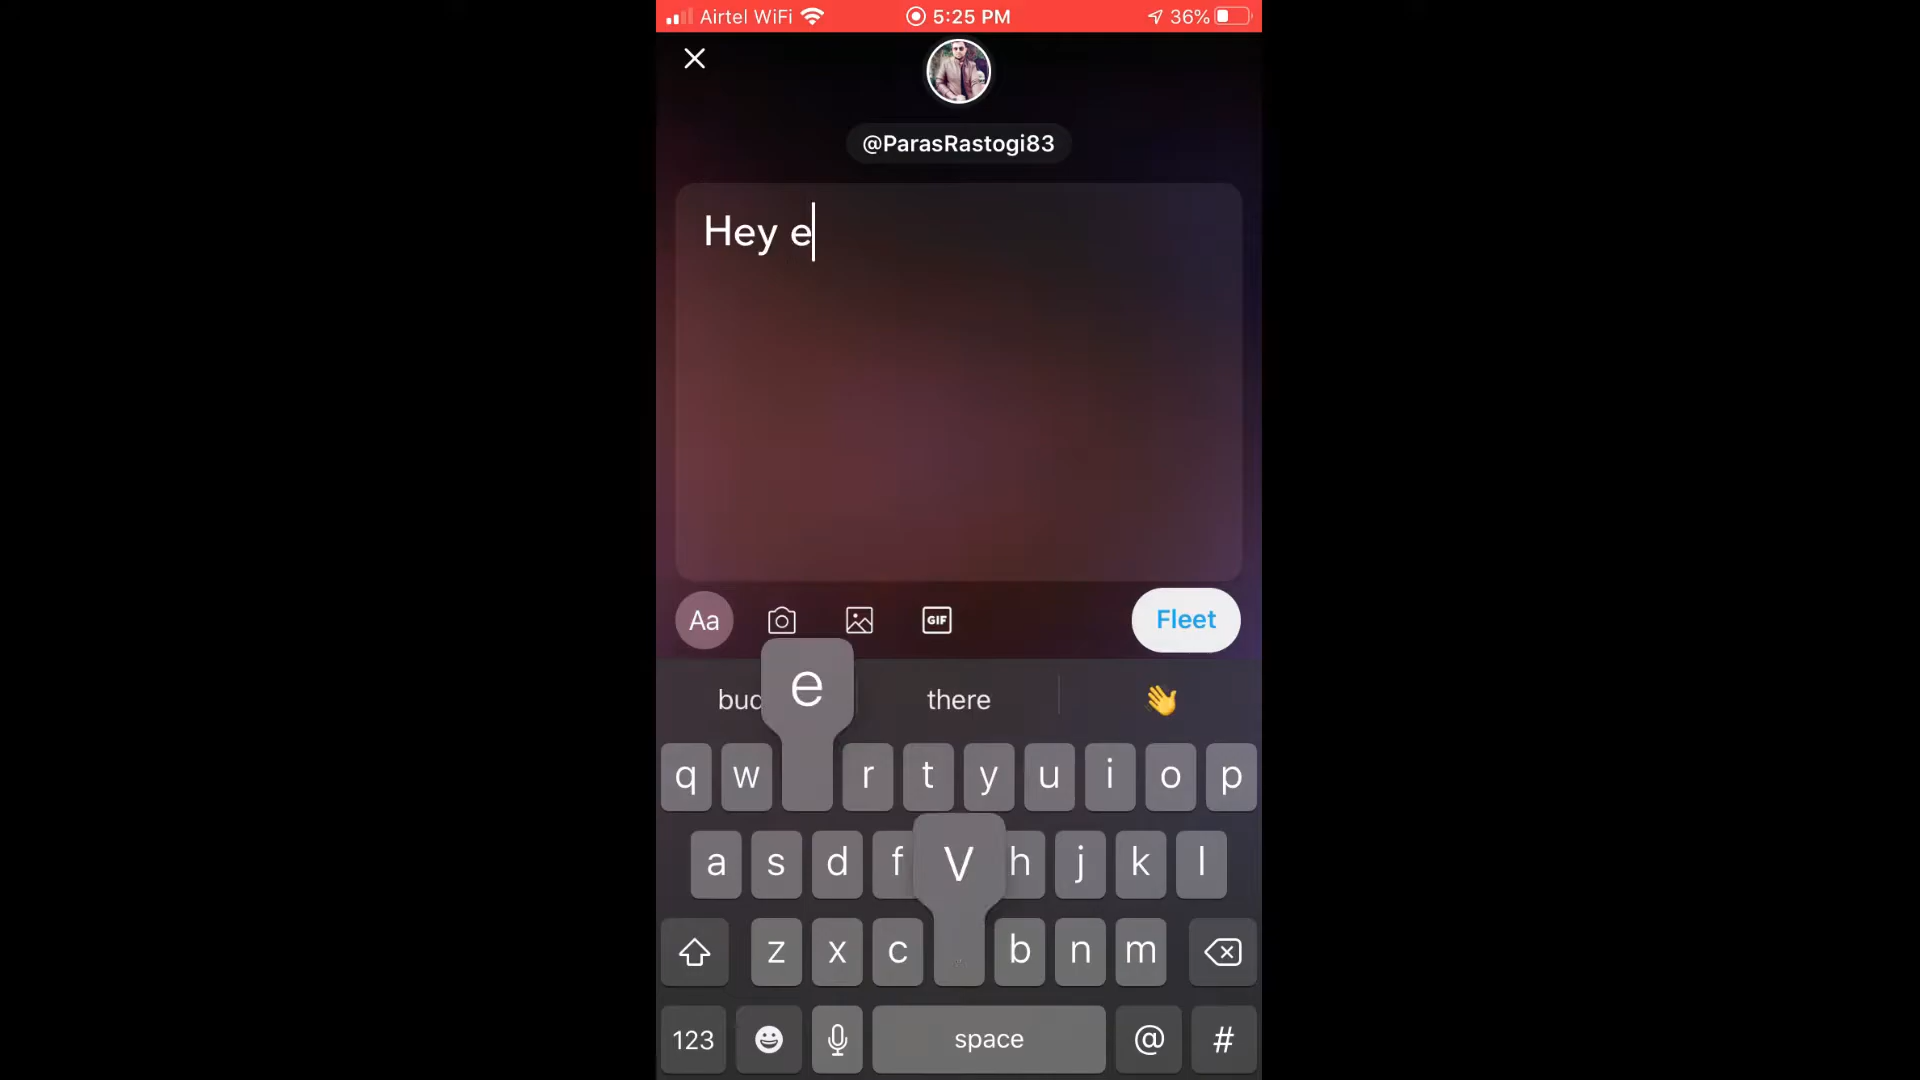 Airtel WiFi 5:25 PM 36%
@ParasRastogi83
Hey e
Aa GIF Fleet
e
there
q w r t y u i o p
a s d f V h j k l
z x c b n m
123 space @ #